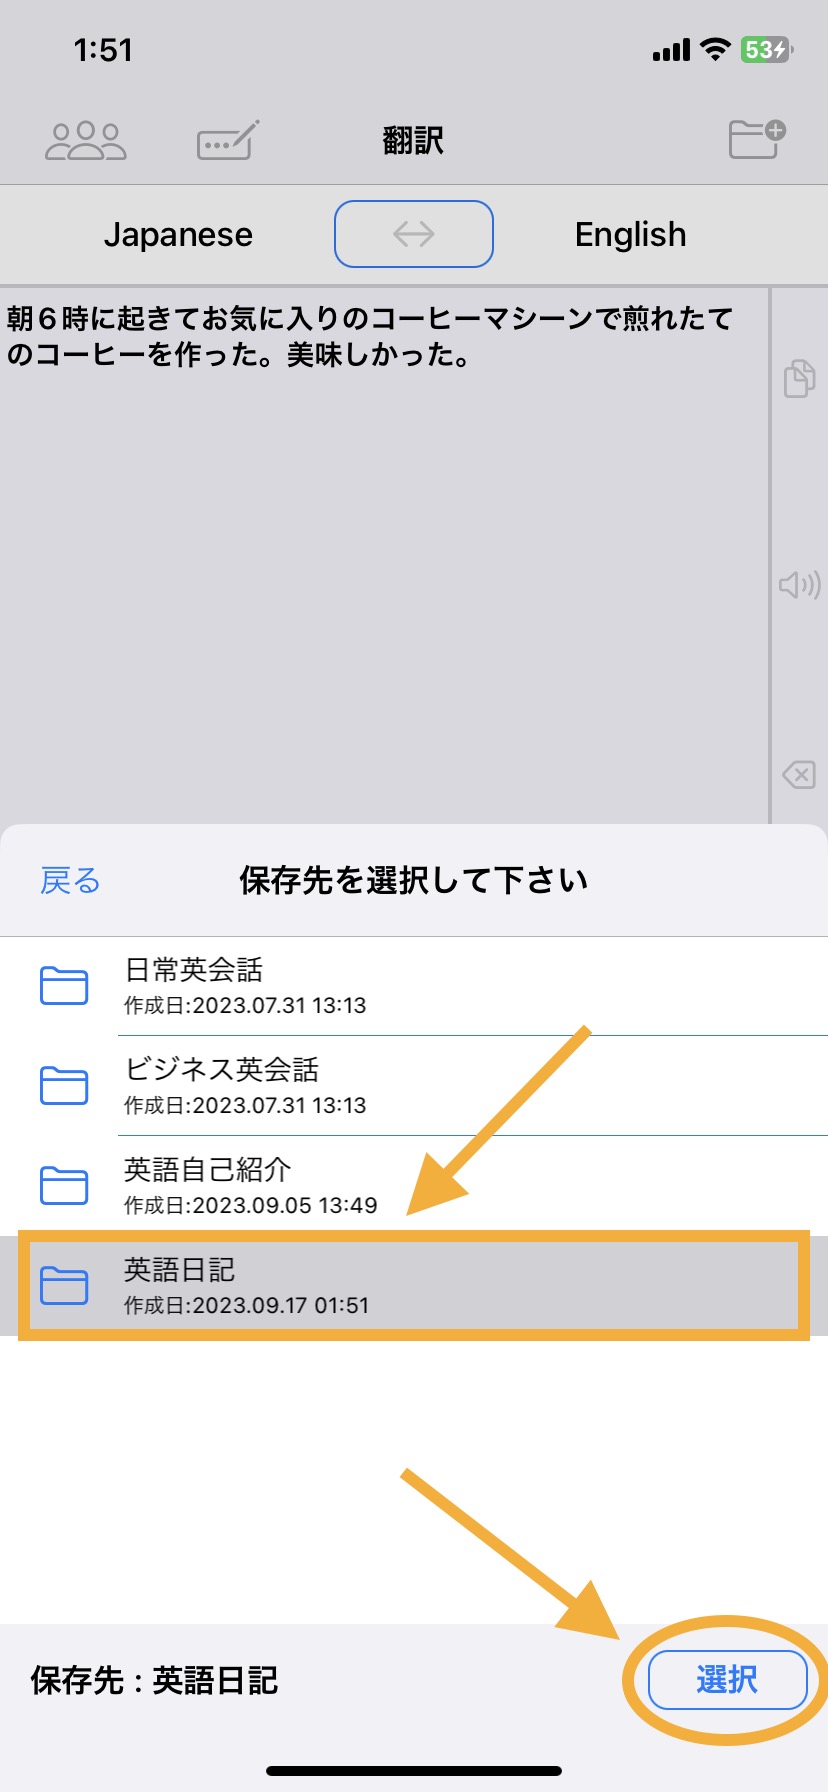 1:51
53
翻訳
Japanese
English
朝６時に起きてお気に入りのコーヒーマシーンで煎れたて
のコーヒーを作った。美味しかった。
戻る
保存先を選択して下さい
日常英会話
作成日:2023.07.31 13:13
ビジネス英会話
作成日:2023.07.31 13:13
英語自己紹介
作成日:2023.09.05 13:49
英語日記
作成日:2023.09.17 01:51
保存先 : 英語日記
選択